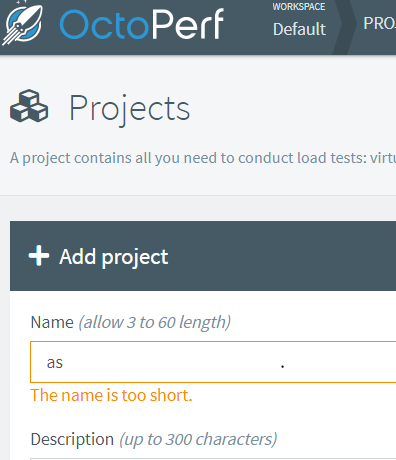 OctoPerf
WORKSPACE
Default
PRO
Projects
A project contains all you need to conduct load tests: virtu
Add project
Name (allow 3 to 60 length)
as .
The name is too short.
Description (up to 300 characters)